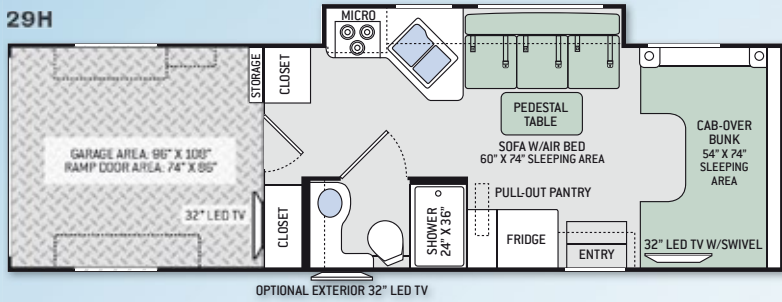 29H
MICRO
STORAGE
CLOSET
GARAGE AREA: 96" X 108"
RAMP DOOR AREA: 74" X 86"
32" LED TV
CLOSET
SHOWER
24" X 36"
PEDESTAL
TABLE
SOFA W/AIR BED
60" X 74" SLEEPING AREA
PULL-OUT PANTRY
FRIDGE
ENTRY
CAB-OVER
BUNK
54" X 74"
SLEEPING
AREA
32" LED TV W/SWIVEL
OPTIONAL EXTERIOR 32" LED TV